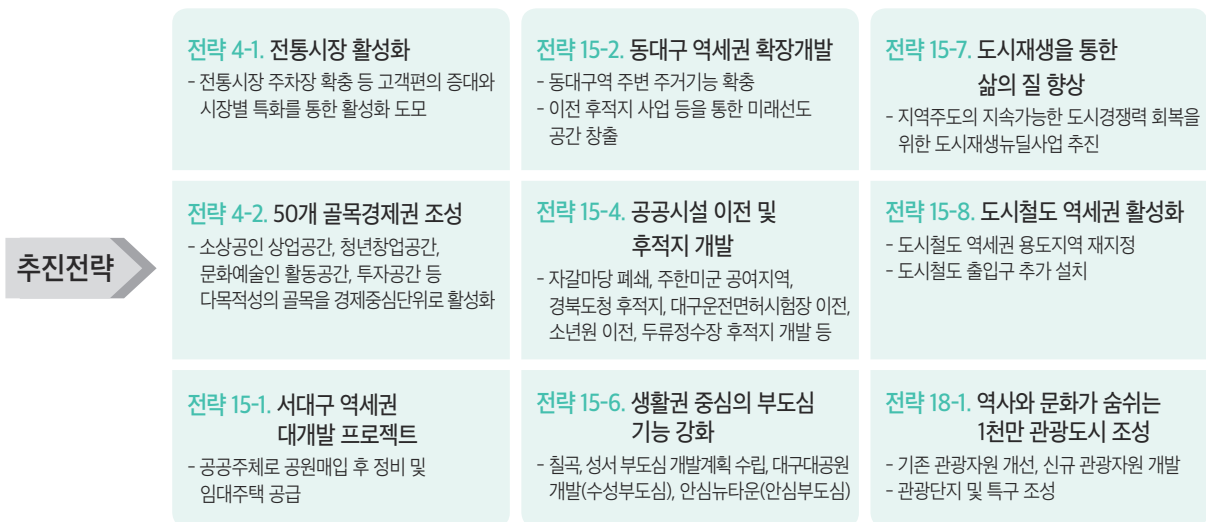 추진전략
전략 4-1. 전통시장 활성화
- 전통시장 주차장 확충 등 고객편의 증대와
시장별 특화를 통한 활성화 도모
전략 4-2. 50개 골목경제권 조성
- 소상공인 상업공간, 청년창업공간,
문화예술인 활동공간, 투자공간 등
다목적성의 골목을 경제중심단위로 활성화
전략 15-1. 서대구 역세권
대개발 프로젝트
- 공공주체로 공원매입 후 정비 및
임대주택 공급
전략 15-2. 동대구 역세권 확장개발
- 동대구역 주변 주거기능 확충
- 이전 후적지 사업 등을 통한 미래선도
공간 창출
전략 15-4. 공공시설 이전 및
후적지 개발
- 자갈마당 폐쇄, 주한미군 공여지역,
경북도청 후적지, 대구운전면허시험장 이전,
소년원 이전, 두류정수장 후적지 개발 등
전략 15-6. 생활권 중심의 부도심
기능 강화
- 칠곡, 성서 부도심 개발계획 수립, 대구대공원
개발(수성부도심), 안심뉴타운(안심부도심)
전략 15-7. 도시재생을 통한
삶의 질 향상
- 지역주도의 지속가능한 도시경쟁력 회복을
위한 도시재생뉴딜사업 추진
전략 15-8. 도시철도 역세권 활성화
- 도시철도 역세권 용도지역 재지정
- 도시철도 출입구 추가 설치
전략 18-1. 역사와 문화가 숨쉬는
1천만 관광도시 조성
- 기존 관광자원 개선, 신규 관광자원 개발
- 관광단지 및 특구 조성